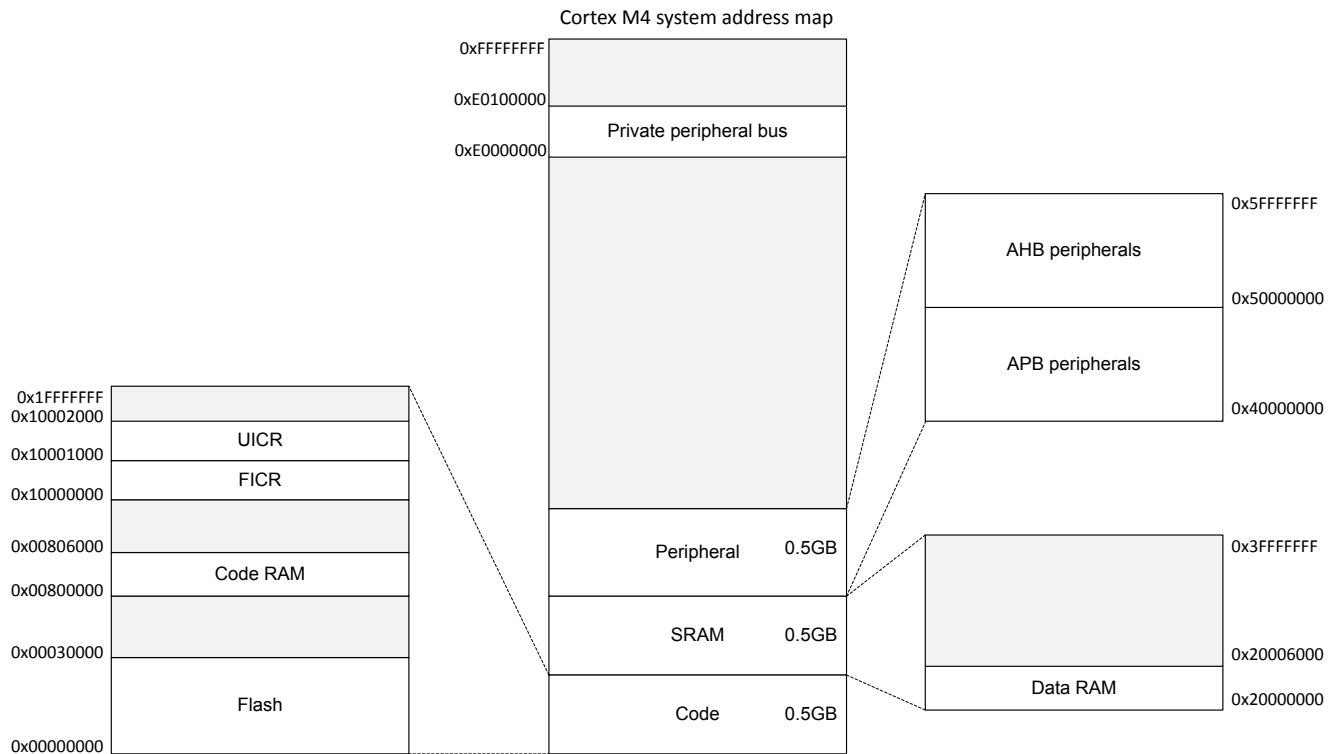 Cortex M4 system address map
0xFFFFFFFF
0xE0100000
Private peripheral bus
0xE0000000
0x5FFFFFFF
AHB peripherals
0x50000000
APB peripherals
0x40000000
0x1FFFFFFF
0x10002000
UICR
0x10001000
FICR
0x10000000
0x00806000
Code RAM
0x00800000
0x00030000
Flash
0x00000000
Peripheral 0.5GB
SRAM 0.5GB
Code 0.5GB
0x3FFFFFFF
0x20006000
Data RAM
0x20000000